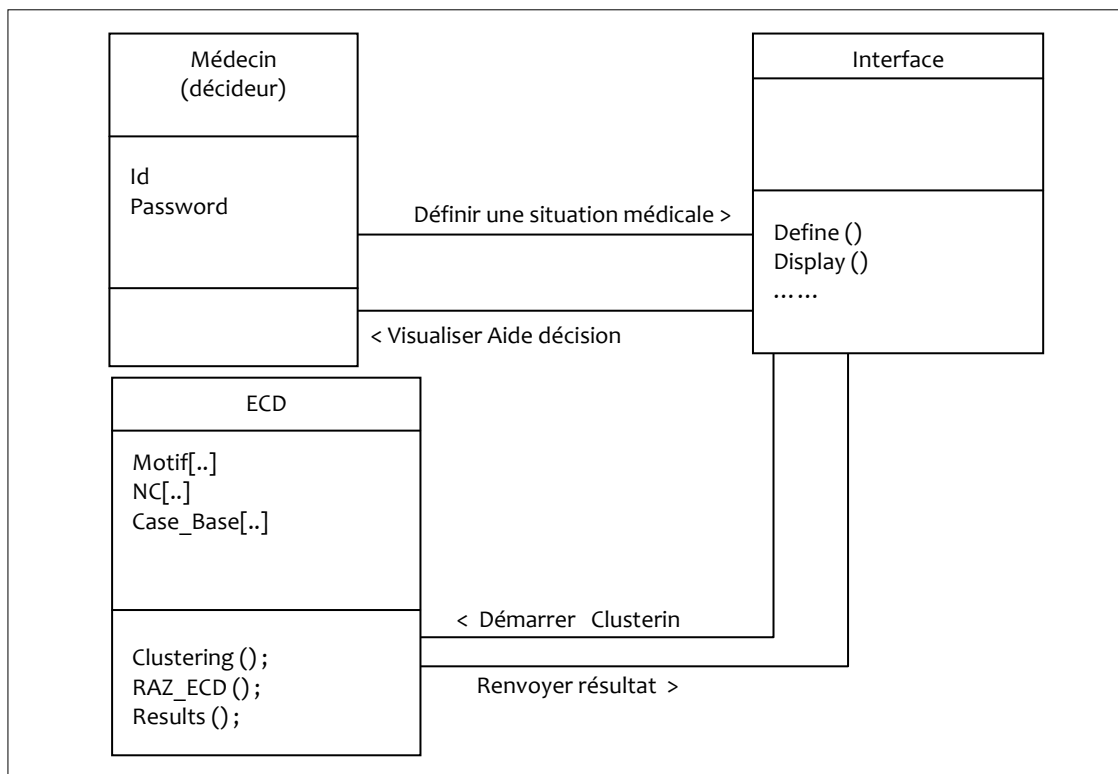 Médecin
(décideur)
Id
Password
Interface
Define ()
Display ()
... ...
Définir une situation médicale >
< Visualiser Aide décision
ECD
Motif[..]
NC[..]
Case_Base[..]
Clustering () ;
RAZ_ECD () ;
Results () ;
< Démarrer Clusterin
Renvoyer résultat >